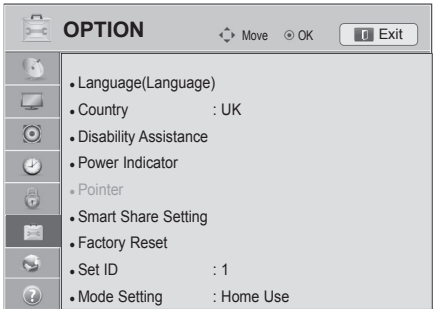 OPTION
Move OK Exit
• Language(Language)
• Country : UK
• Disability Assistance
• Power Indicator
• Pointer
• Smart Share Setting
• Factory Reset
• Set ID : 1
• Mode Setting : Home Use